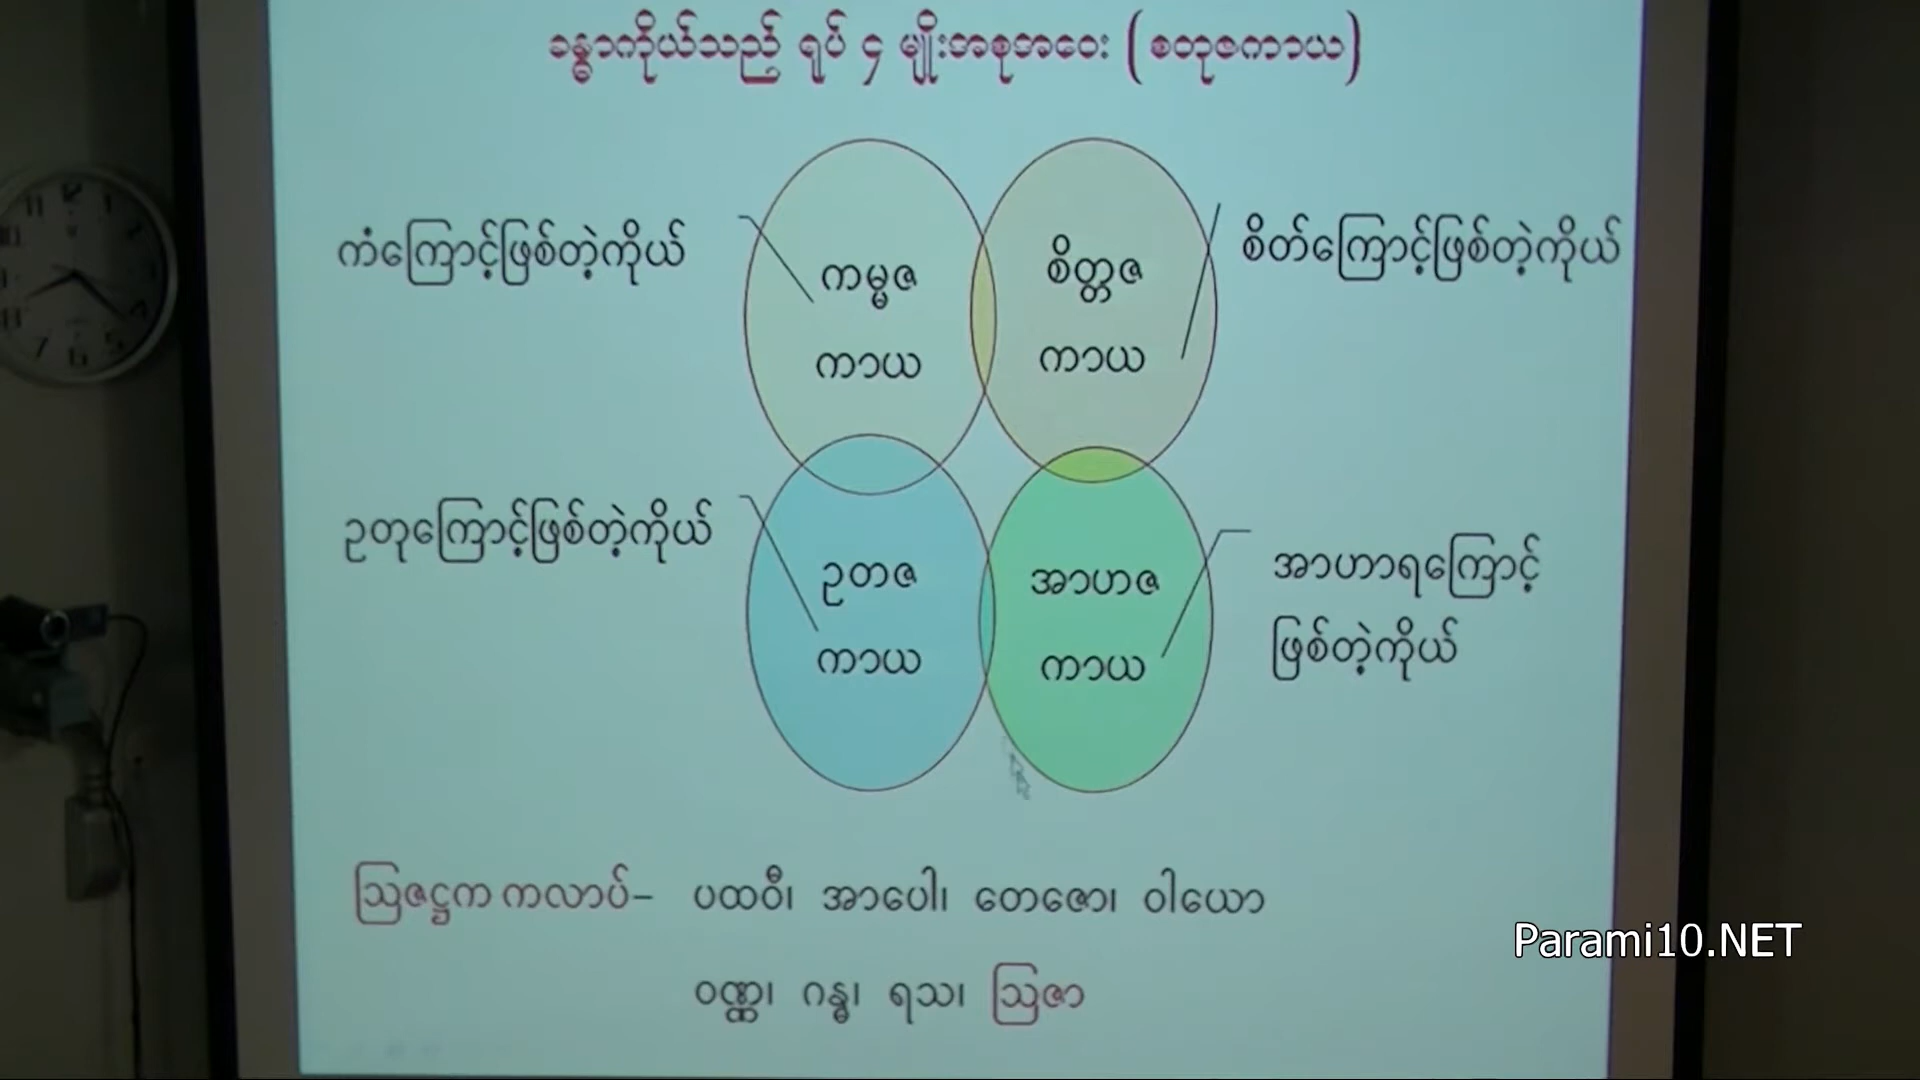 ခန္ဓာကိုယ်သည် ရုပ် ၄ မျိုးအစုအဝေး ( စတုဇကာယ)
ကံကြောင့်ဖြစ်တဲ့ကိုယ်
ကမ္မဇ
ကာယ
စိတ္တဇ
ကာယ
စိတ်ကြောင့်ဖြစ်တဲ့ကိုယ်
ဥတုကြောင့်ဖြစ်တဲ့ကိုယ်
ဥတဇ
ကာယ
အာဟဇ
ကာယ
အာဟာရကြောင့်
ဖြစ်တဲ့ကိုယ်
ဩဇဋ္ဌက ကလာပ်– ပထဝီ၊ အာပေါ၊ တေဇော၊ ဝါယော
ဝဏ္ဏ၊ ဂန္ဓ၊ ရသ၊ ဩဇာ
Parami10.NET